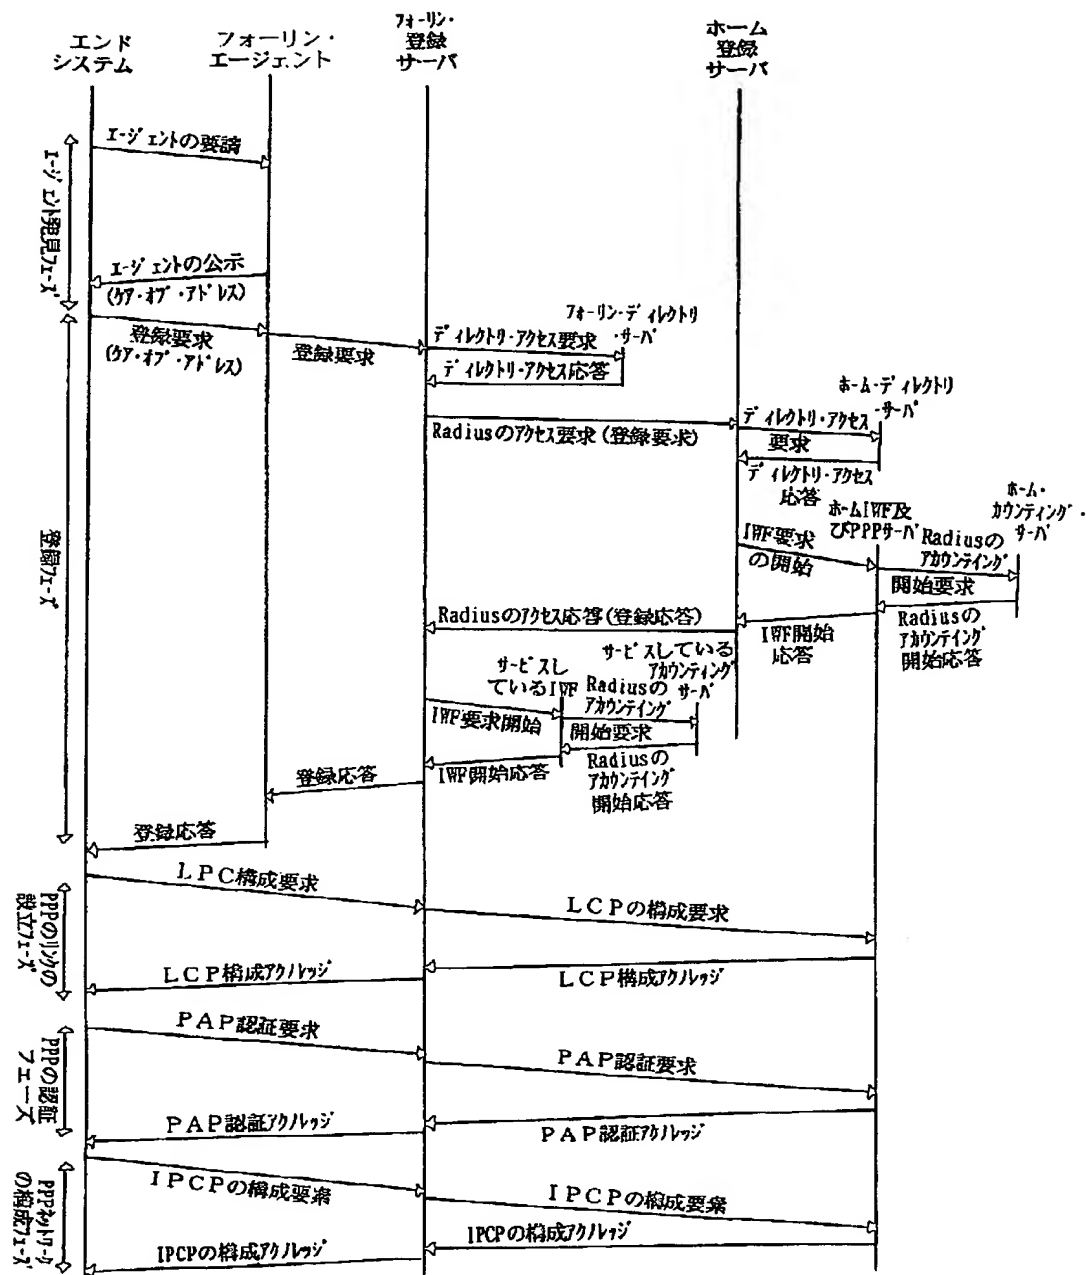 エンド
システム
フォーリン・
エージェント
フォーリン・
登録
サーバ
ホーム
登録
サーバ
エージェント発見フェーズ
エージェントの要請
エージェントの公示
(ケア・オブ・アドレス)
登録フェーズ
登録要求
(ケア・オブ・アドレス)
登録要求
フォーリン・ディレクトリ
・サーバ
ディレクトリ・アクセス要求
ディレクトリ・アクセス応答
Radiusのアクセス要求(登録要求)
ホーム・ディレクトリ
・サーバ
ディレクトリ・アクセス
要求
ディレクトリ・アクセス
応答
ホームIWF及
びPPPサーバ
ホーム・
カウンティング・
サーバ
IWF要求
の開始
Radiusの
アカウンテイング
開始要求
Radiusの
アカウンテイング
開始応答
IWF開始
応答
Radiusのアクセス応答(登録応答)
サービスし
ているIWF
サービスしている
アカウンティング
サーバ
IWF要求開始
Radiusの
アカウンテイング
開始要求
Radiusの
アカウンテイング
開始応答
IWF開始応答
登録応答
登録応答
PPPのリンクの
設立フェーズ
LPC構成要求
LCPの構成要求
LCP構成アクノレッジ
LCP構成アクノレッジ
PPPの認証
フェーズ
PAP認証要求
PAP認証要求
PAP認証アクノレッジ
PAP認証アクノレッジ
PPPネットワーク
の構成フェーズ
IPCPの構成要衆
IPCPの構成要衆
IPCPの構成アクノレッジ
IPCPの構成アクノレッジ